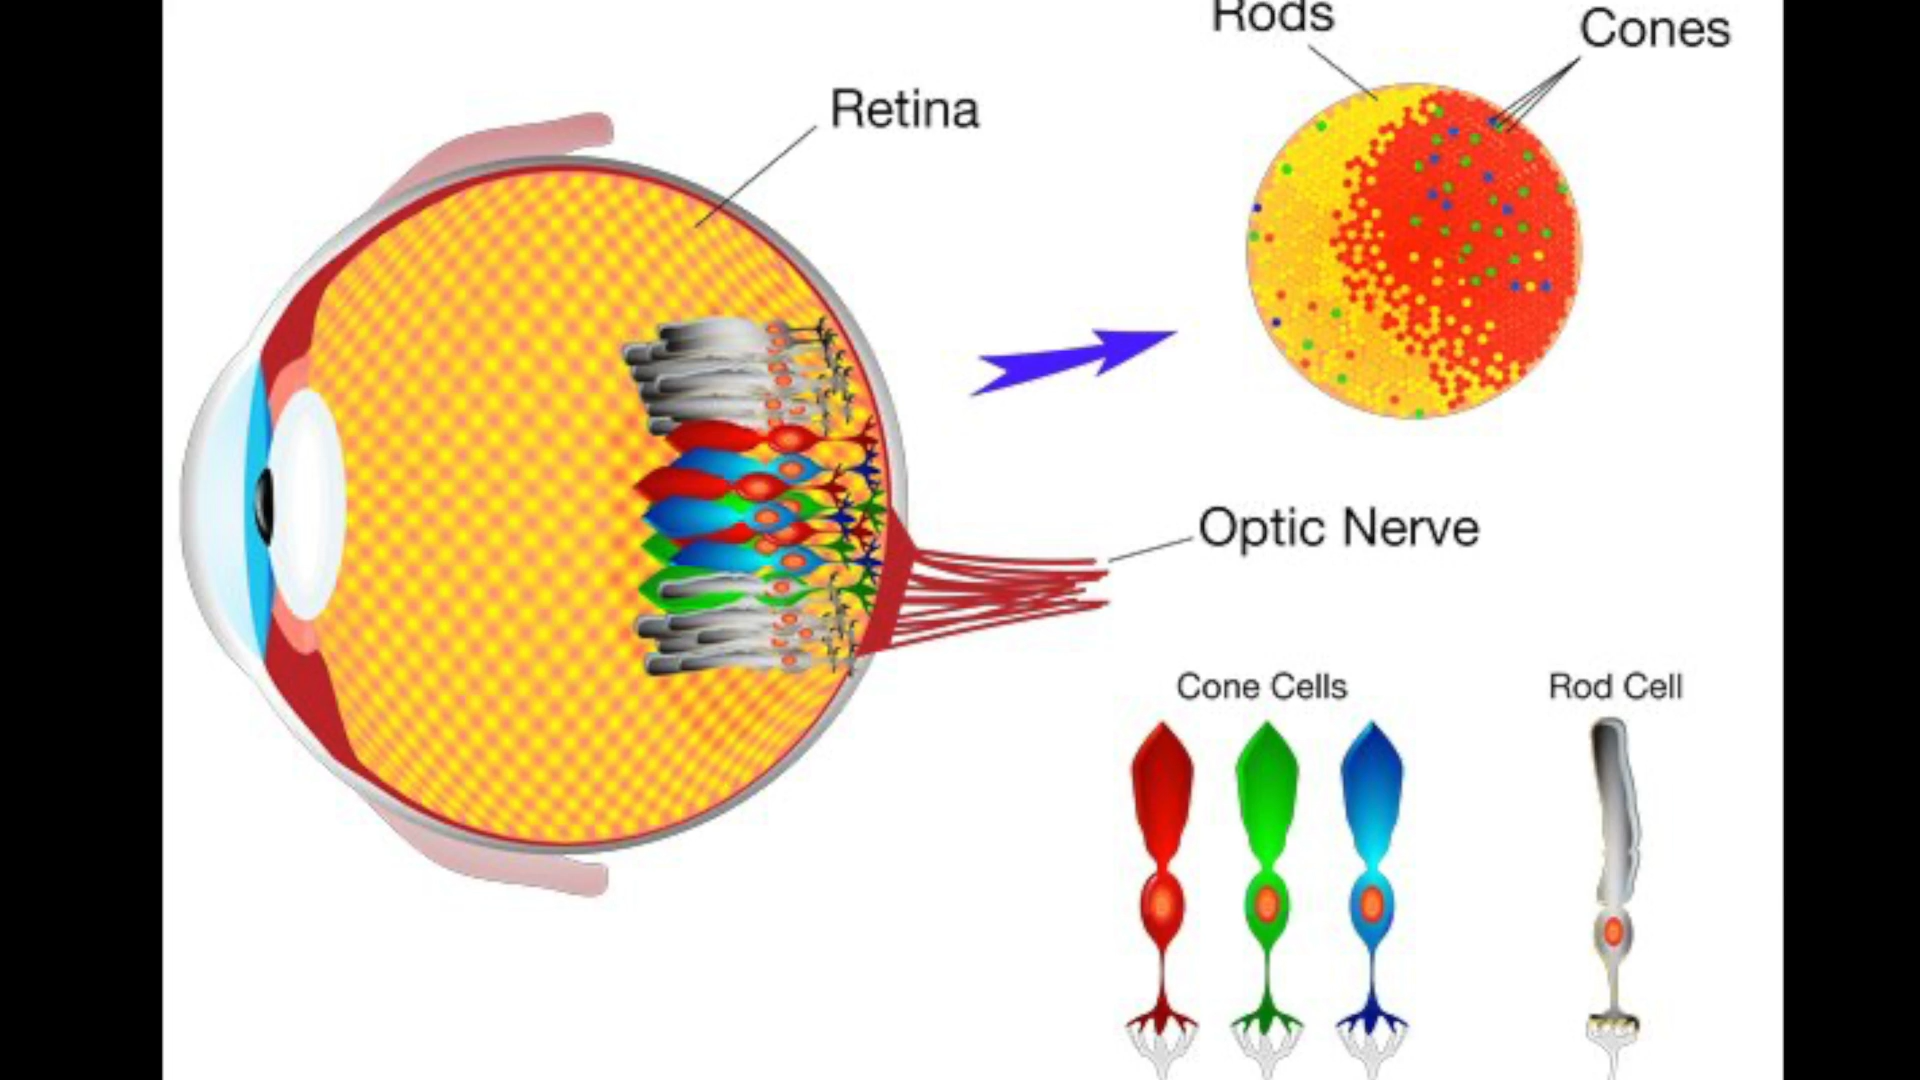 Rods
Cones
Retina
Optic Nerve
Cone Cells
Rod Cell